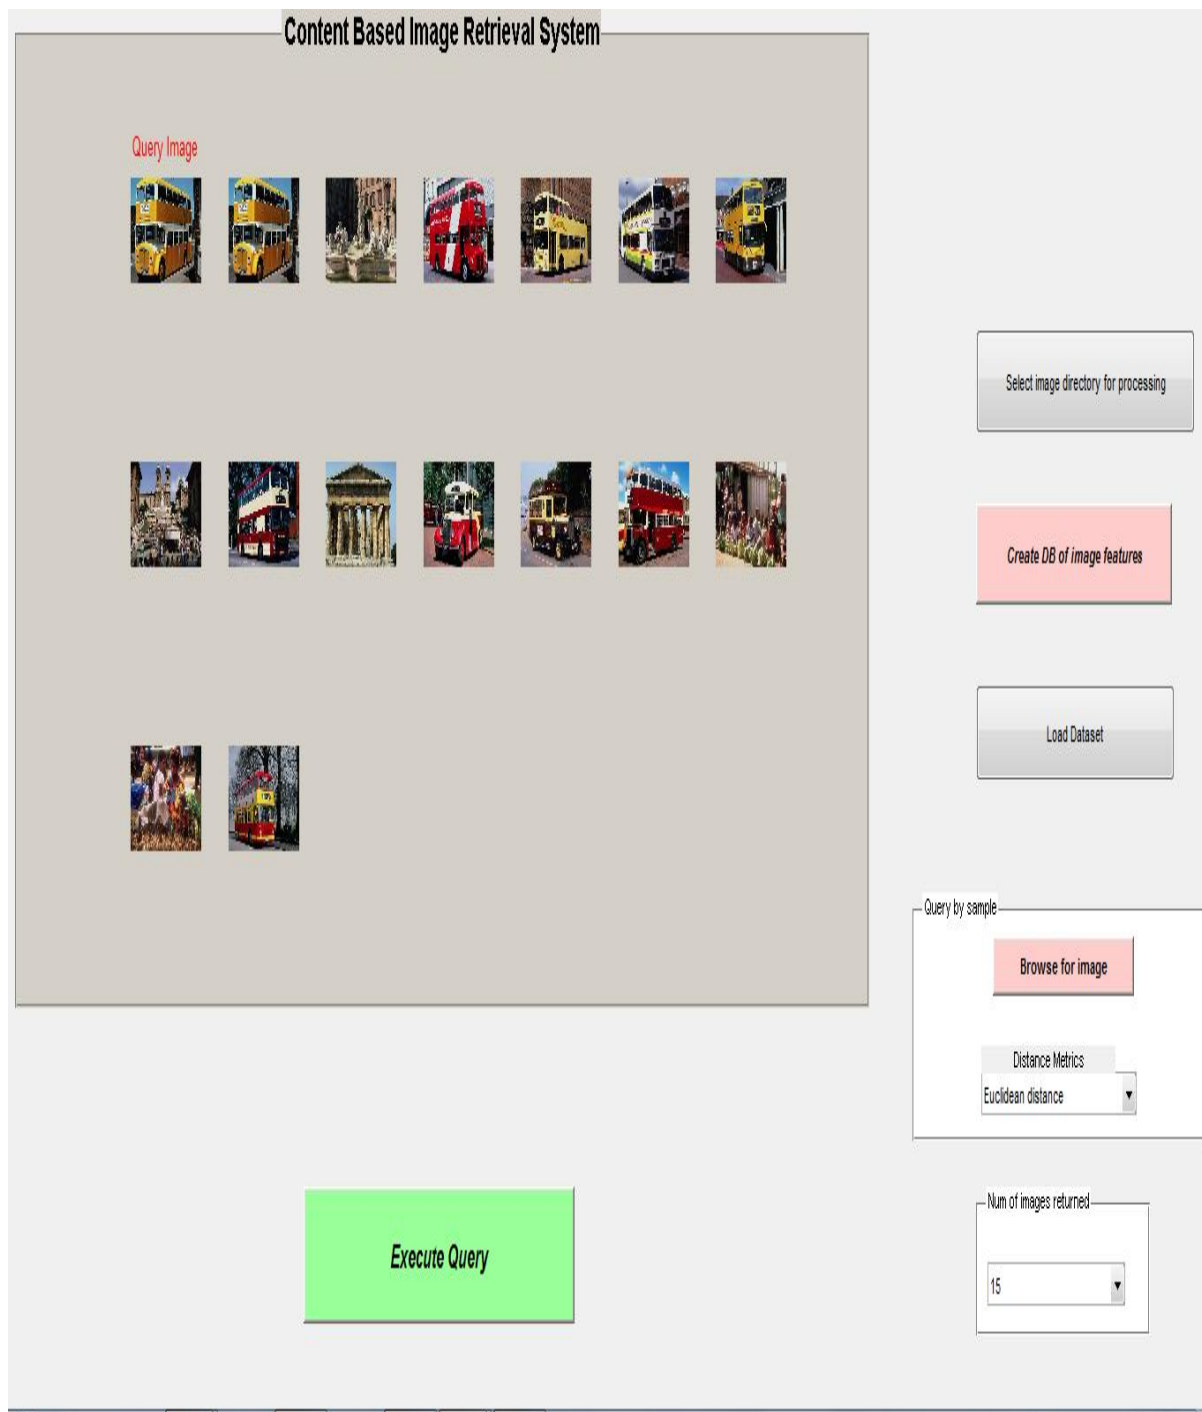 Content Based Image Retrieval System
Query Image
Select image directory for processing
Create DB of image features
Load Dataset
Query by sample
Browse for image
Distance Metrics
Euclidean distance
Execute Query
Num of images returned
15